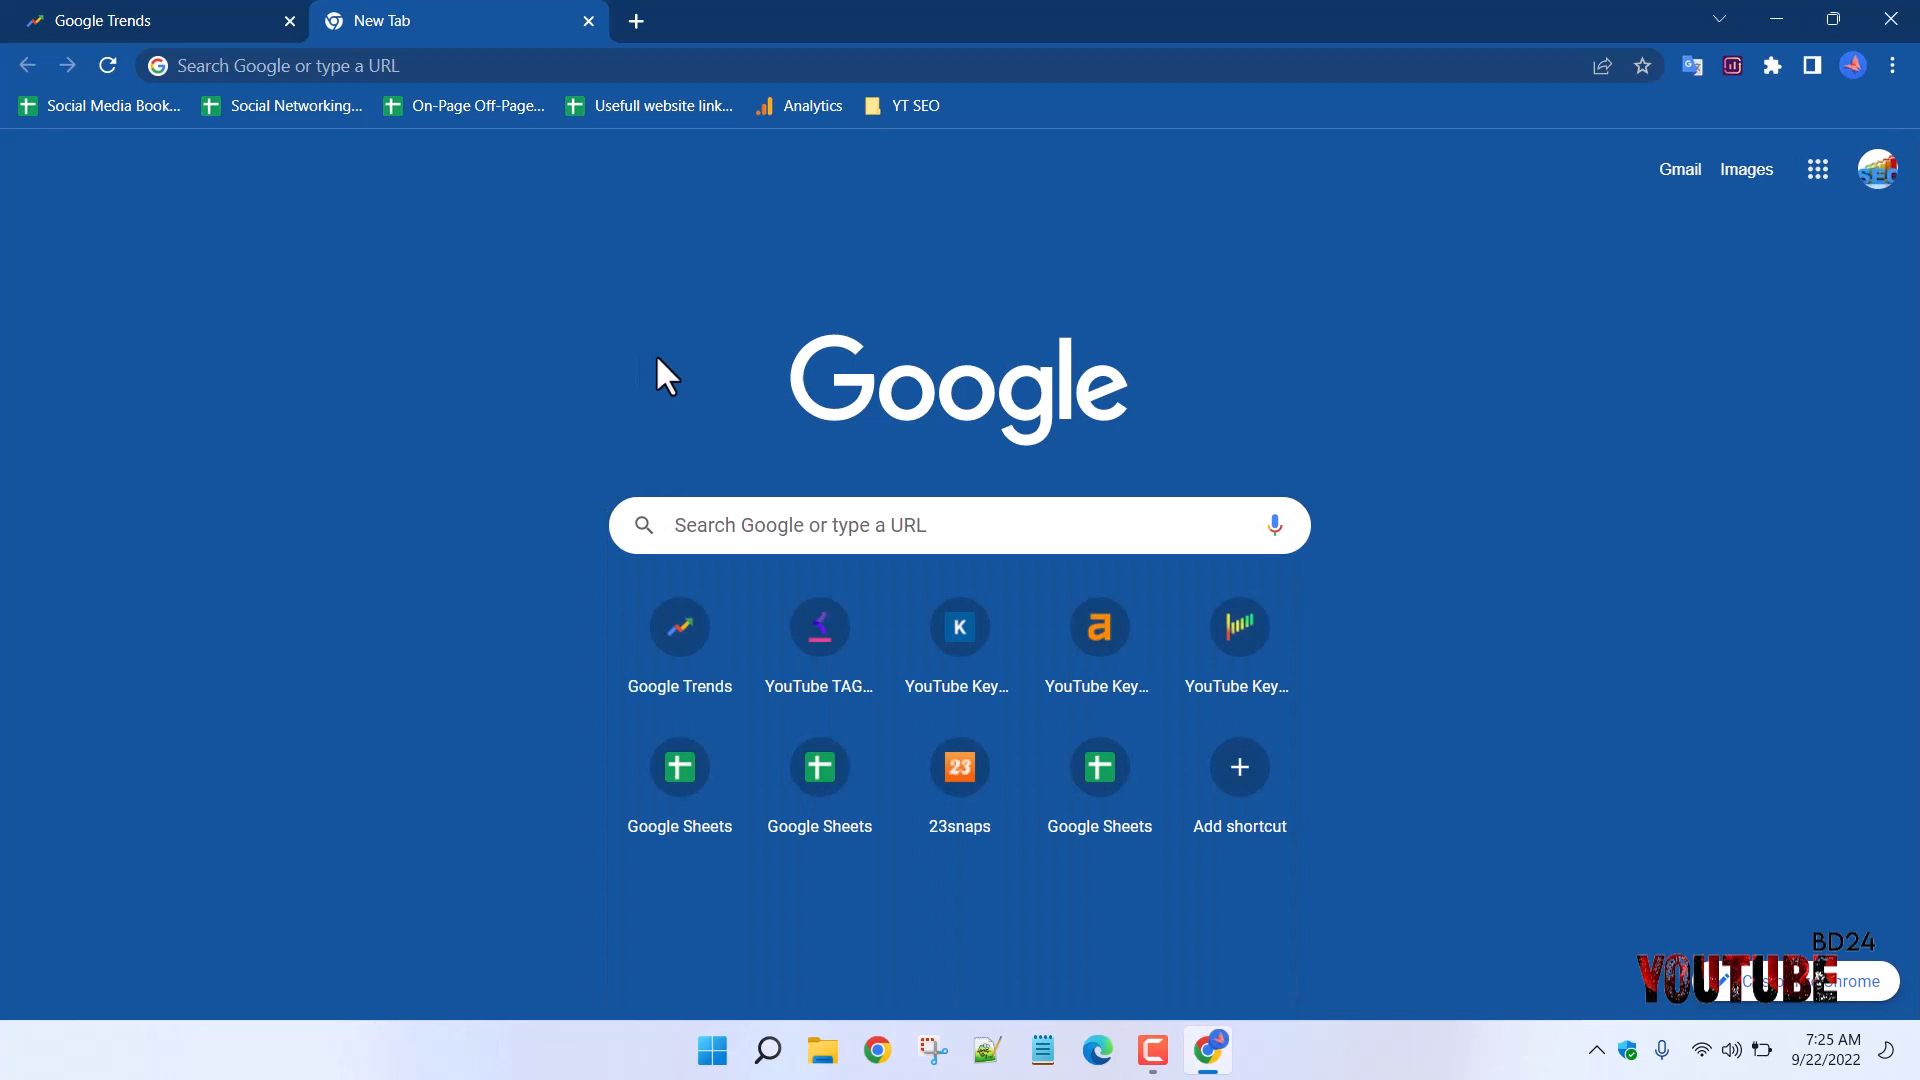 Google Trends
New Tab
Search Google or type a URL
Social Media Book...
Social Networking...
On-Page Off-Page...
Usefull website link...
Analytics
YT SEO
Gmail
Images
SEO
Google
Search Google or type a URL
K
a
Google Trends
YouTube TAG...
YouTube Key...
YouTube Key...
YouTube Key...
23
Google Sheets
Google Sheets
23snaps
Google Sheets
Add shortcut
BD24
YOUTUBE
7:25 AM
9/22/2022